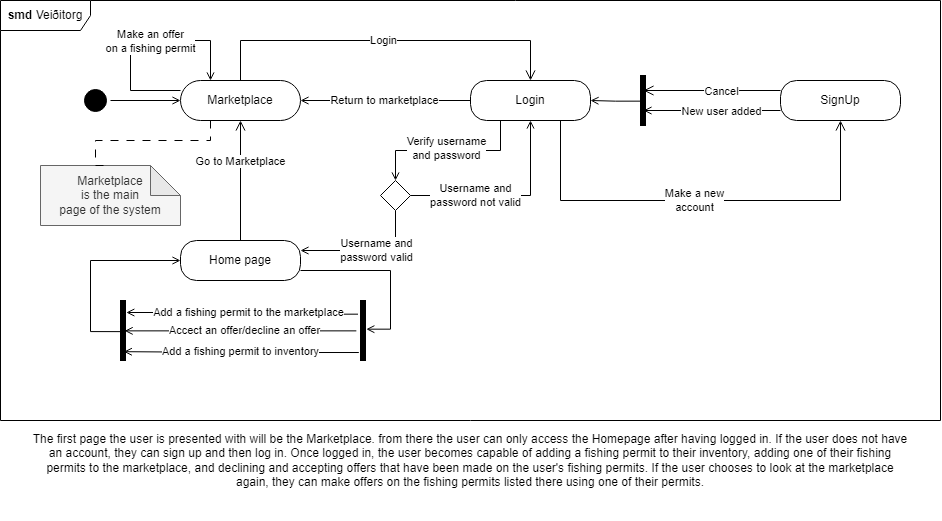 smd Veiðitorg
Make an offer
on a fishing permit
Login
Marketplace
Return to marketplace
Login
Cancel
New user added
SignUp
Verify username
and password
Go to Marketplace
Marketplace
is the main
page of the system
Username and
password not valid
Make a new
account
Username and
password valid
Home page
Add a fishing permit to the marketplace
Accect an offer/decline an offer
Add a fishing permit to inventory
The first page the user is presented with will be the Marketplace. from there the user can only access the Homepage after having logged in. If the user does not have
an account, they can sign up and then log in. Once logged in, the user becomes capable of adding a fishing permit to their inventory, adding one of their fishing
permits to the marketplace, and declining and accepting offers that have been made on the user's fishing permits. If the user chooses to look at the marketplace
again, they can make offers on the fishing permits listed there using one of their permits.